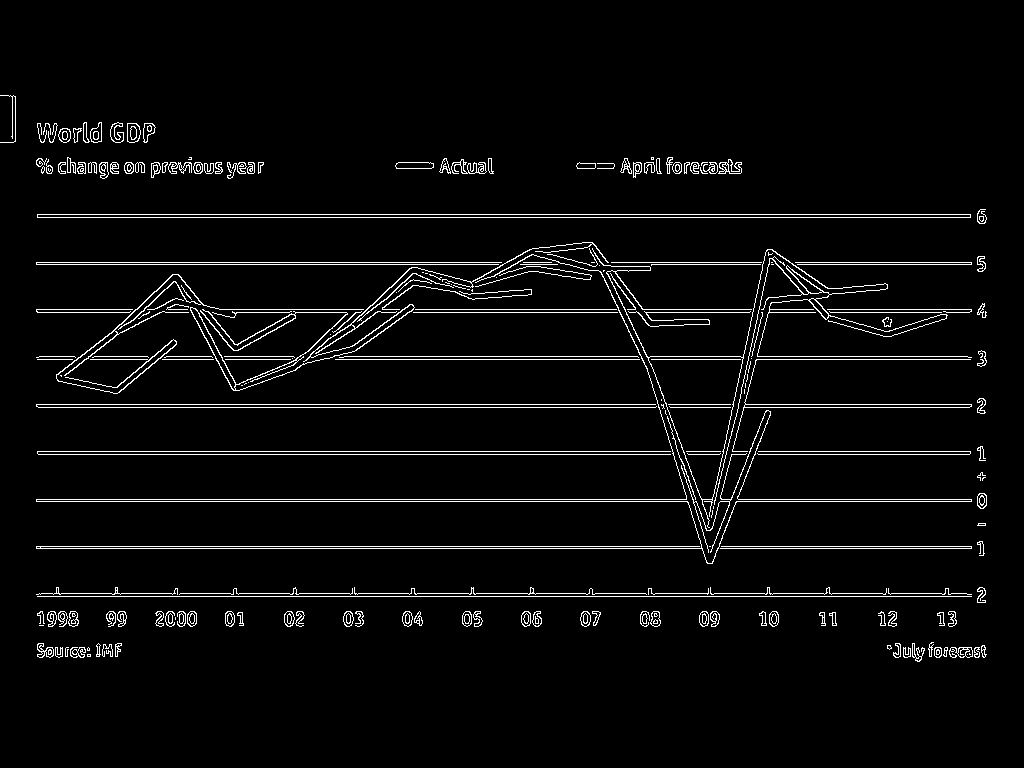 World GDP
% change on previous year
Actual
April forecasts
6
5
4
3
2
1
+
0
–
1
2
1998 99 2000 01 02 03 04 05 06 07 08 09 10 11 12 13
Source: IMF
*July forecast